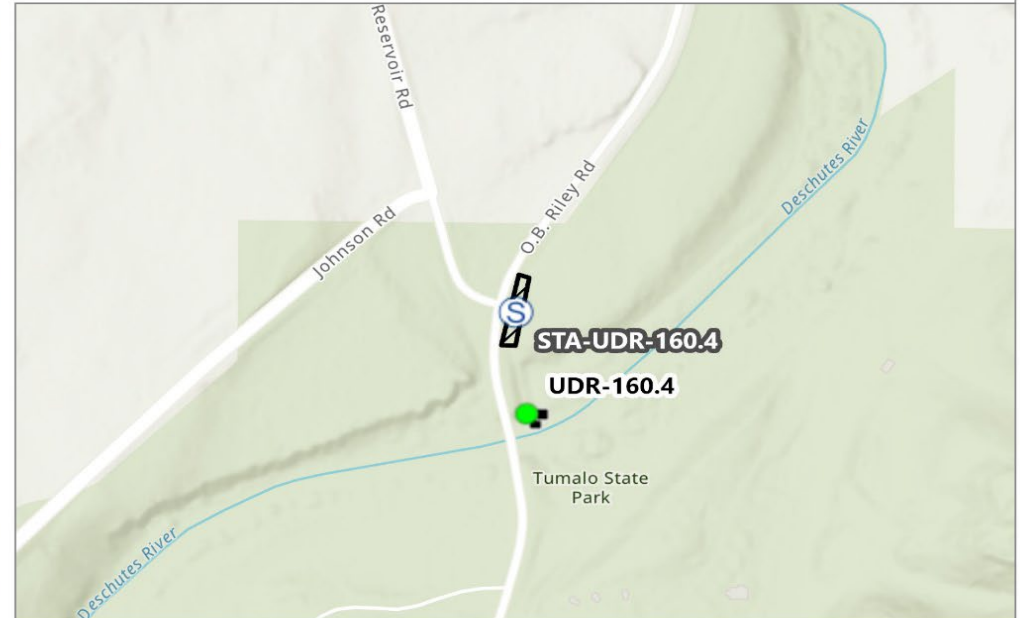 Reservoir Rd
Deschutes River
O.B. Riley Rd
Johnson Rd
S
STA-UDR-160.4
UDR-160.4
Tumalo State
Park
Deschutes River